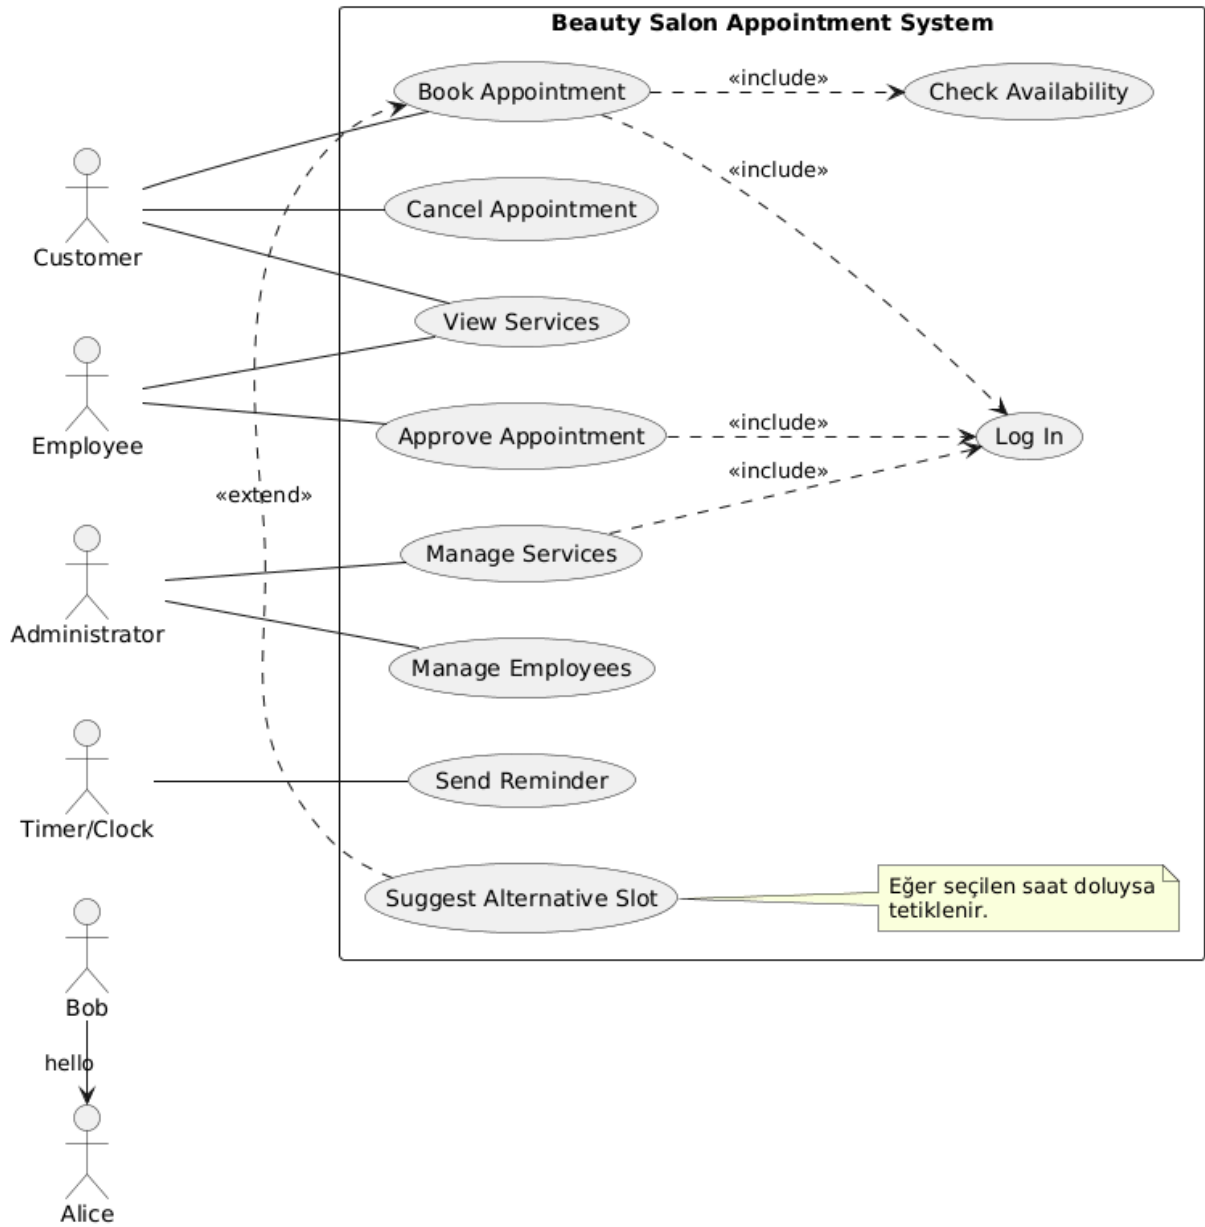 Beauty Salon Appointment System
Book Appointment
«include»
Check Availability
«include»
Customer
Cancel Appointment
View Services
Employee
Approve Appointment
«include»
Log In
«include»
«extend»
Administrator
Manage Services
Manage Employees
Timer/Clock
Send Reminder
Suggest Alternative Slot
Eğer seçilen saat doluysa
tetiklenir.
Bob
hello
Alice